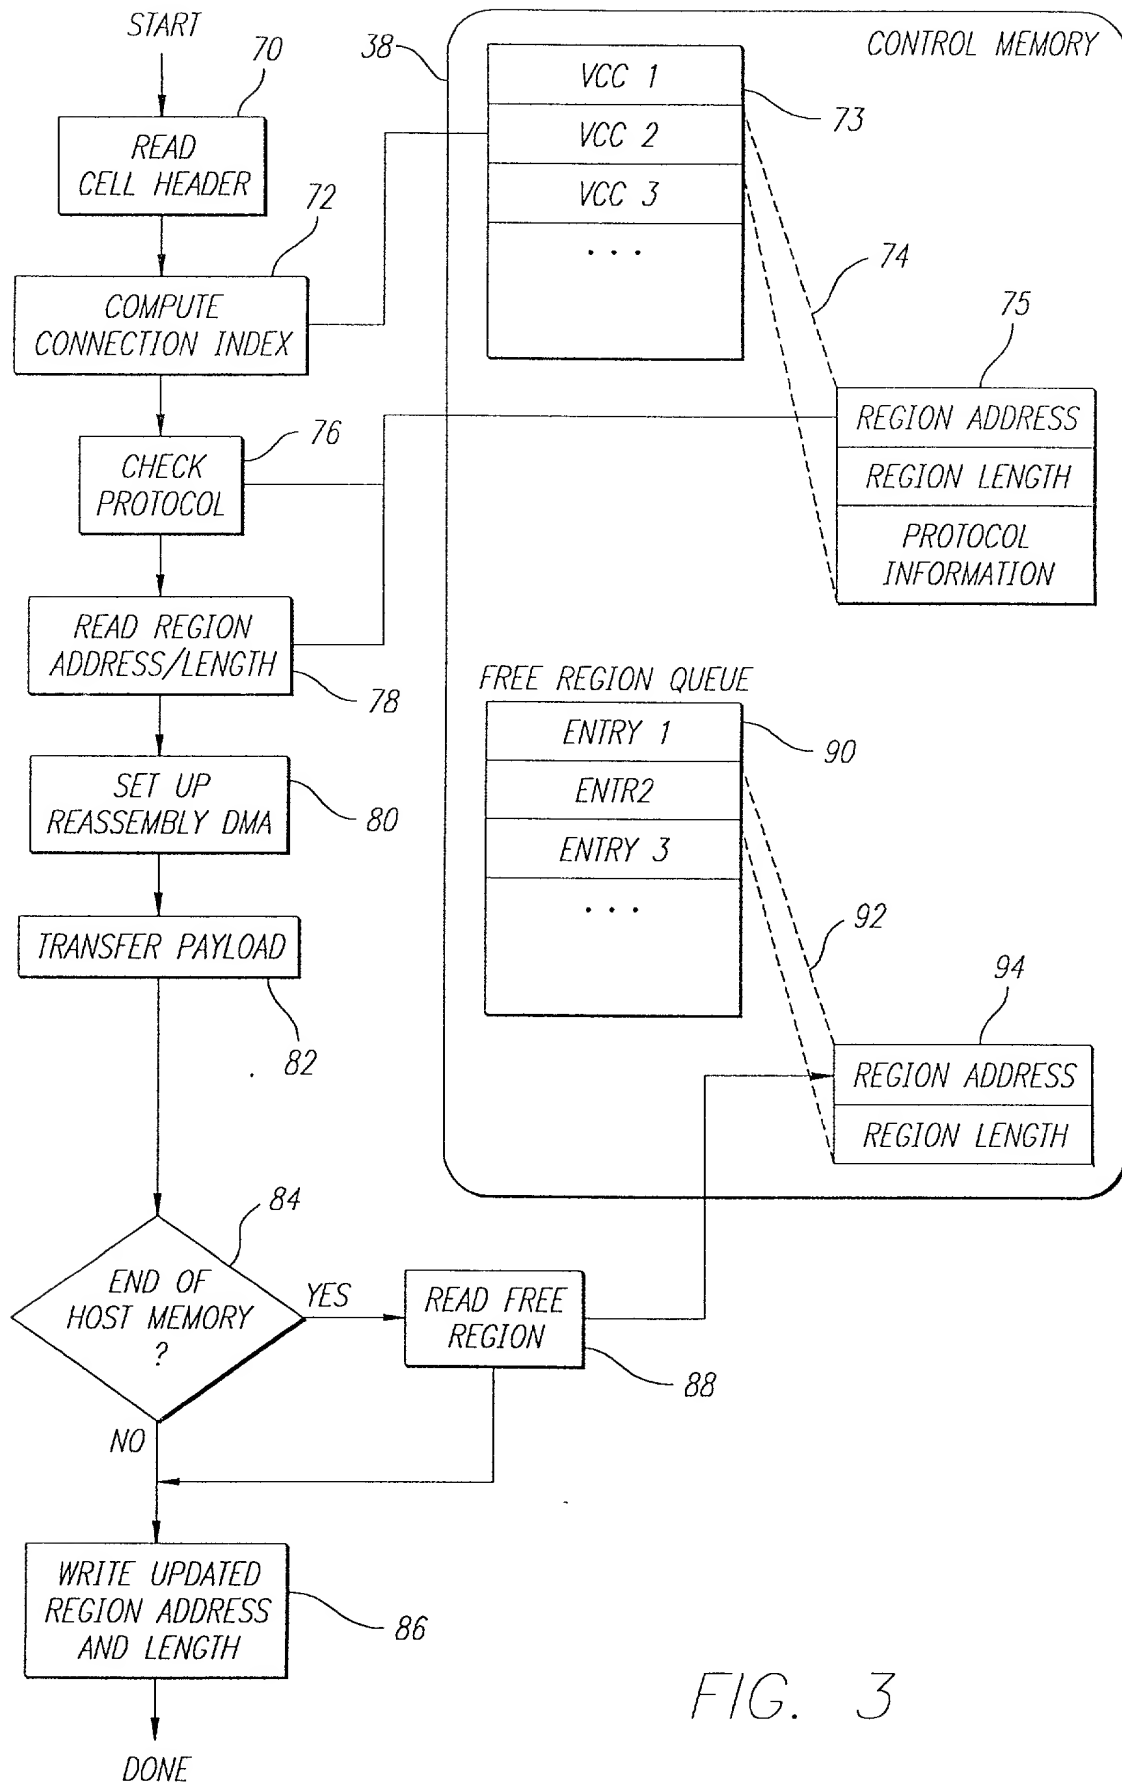 START
70
READ
CELL HEADER
72
COMPUTE
CONNECTION INDEX
76
CHECK
PROTOCOL
READ REGION
ADDRESS/LENGTH
78
SET UP
REASSEMBLY DMA
80
TRANSFER PAYLOAD
82
84
END OF
HOST MEMORY
?
YES
NO
READ FREE
REGION
88
WRITE UPDATED
REGION ADDRESS
AND LENGTH
86
DONE
38
CONTROL MEMORY
VCC 1
73
VCC 2
VCC 3
...
74
75
REGION ADDRESS
REGION LENGTH
PROTOCOL
INFORMATION
FREE REGION QUEUE
ENTRY 1
90
ENTR2
ENTRY 3
...
92
94
REGION ADDRESS
REGION LENGTH
FIG. 3